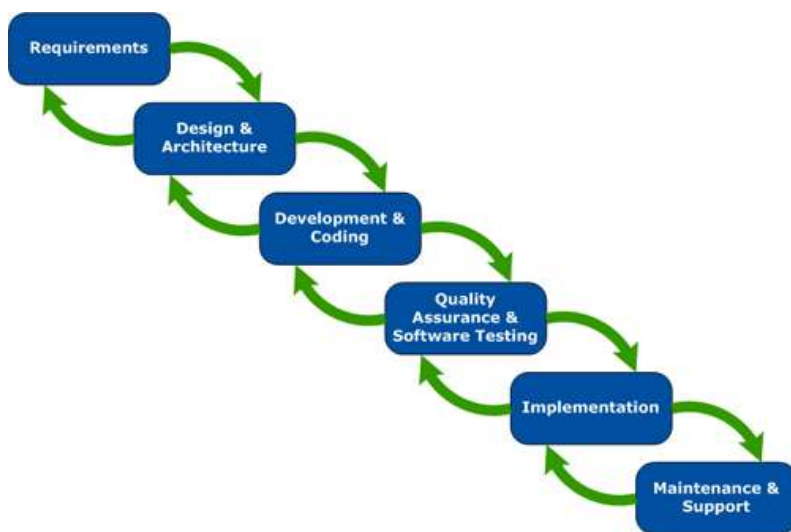 Requirements
Design &
Architecture
Development &
Coding
Quality
Assurance &
Software Testing
Implementation
Maintenance &
Support